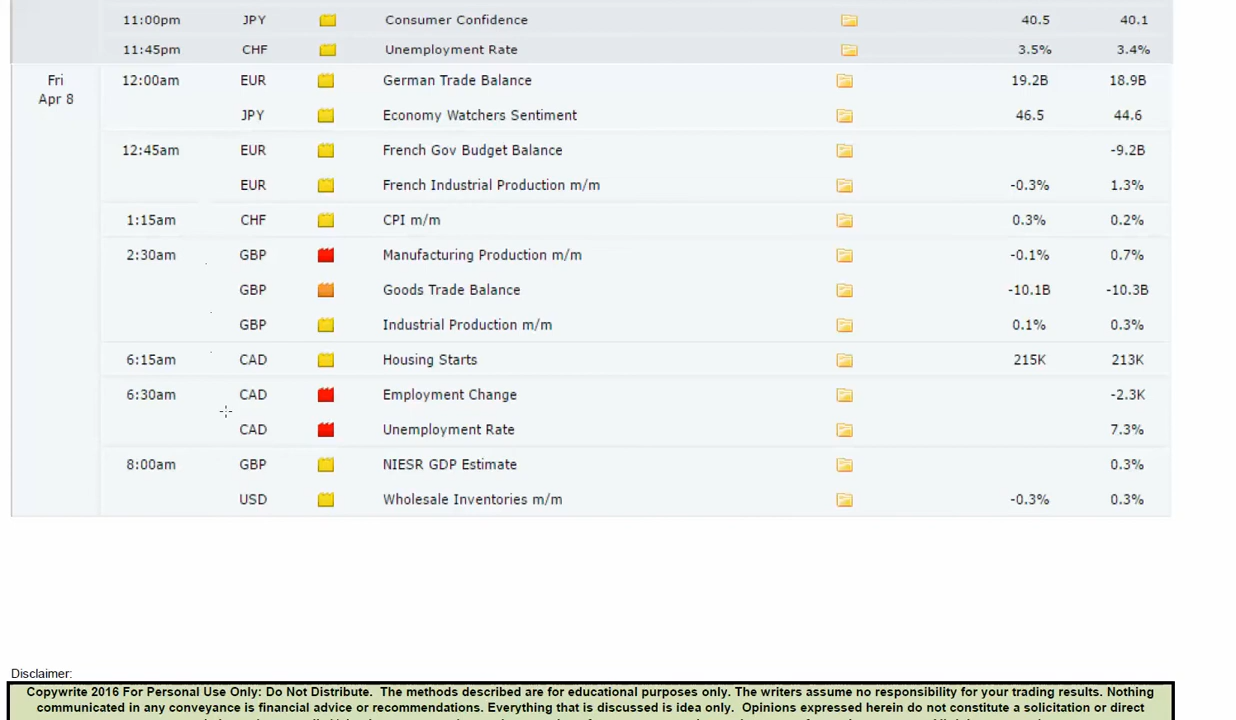 11:00pm JPY Consumer Confidence 40.5 40.1
11:45pm CHF Unemployment Rate 3.5% 3.4%
Fri 12:00am EUR German Trade Balance 19.2B 18.9B
Apr 8
JPY Economy Watchers Sentiment 46.5 44.6
12:45am EUR French Gov Budget Balance -9.2B
EUR French Industrial Production m/m -0.3% 1.3%
1:15am CHF CPI m/m 0.3% 0.2%
2:30am GBP Manufacturing Production m/m -0.1% 0.7%
GBP Goods Trade Balance -10.1B -10.3B
GBP Industrial Production m/m 0.1% 0.3%
6:15am CAD Housing Starts 215K 213K
6:30am CAD Employment Change -2.3K
CAD Unemployment Rate 7.3%
8:00am GBP NIESR GDP Estimate 0.3%
USD Wholesale Inventories m/m -0.3% 0.3%
Disclaimer:
Copywrite 2016 For Personal Use Only: Do Not Distribute. The methods described are for educational purposes only. The writers assume no responsibility for your trading results. Nothing
communicated in any conveyance is financial advice or recommendations. Everything that is discussed is idea only. Opinions expressed herein do not constitute a solicitation or direct